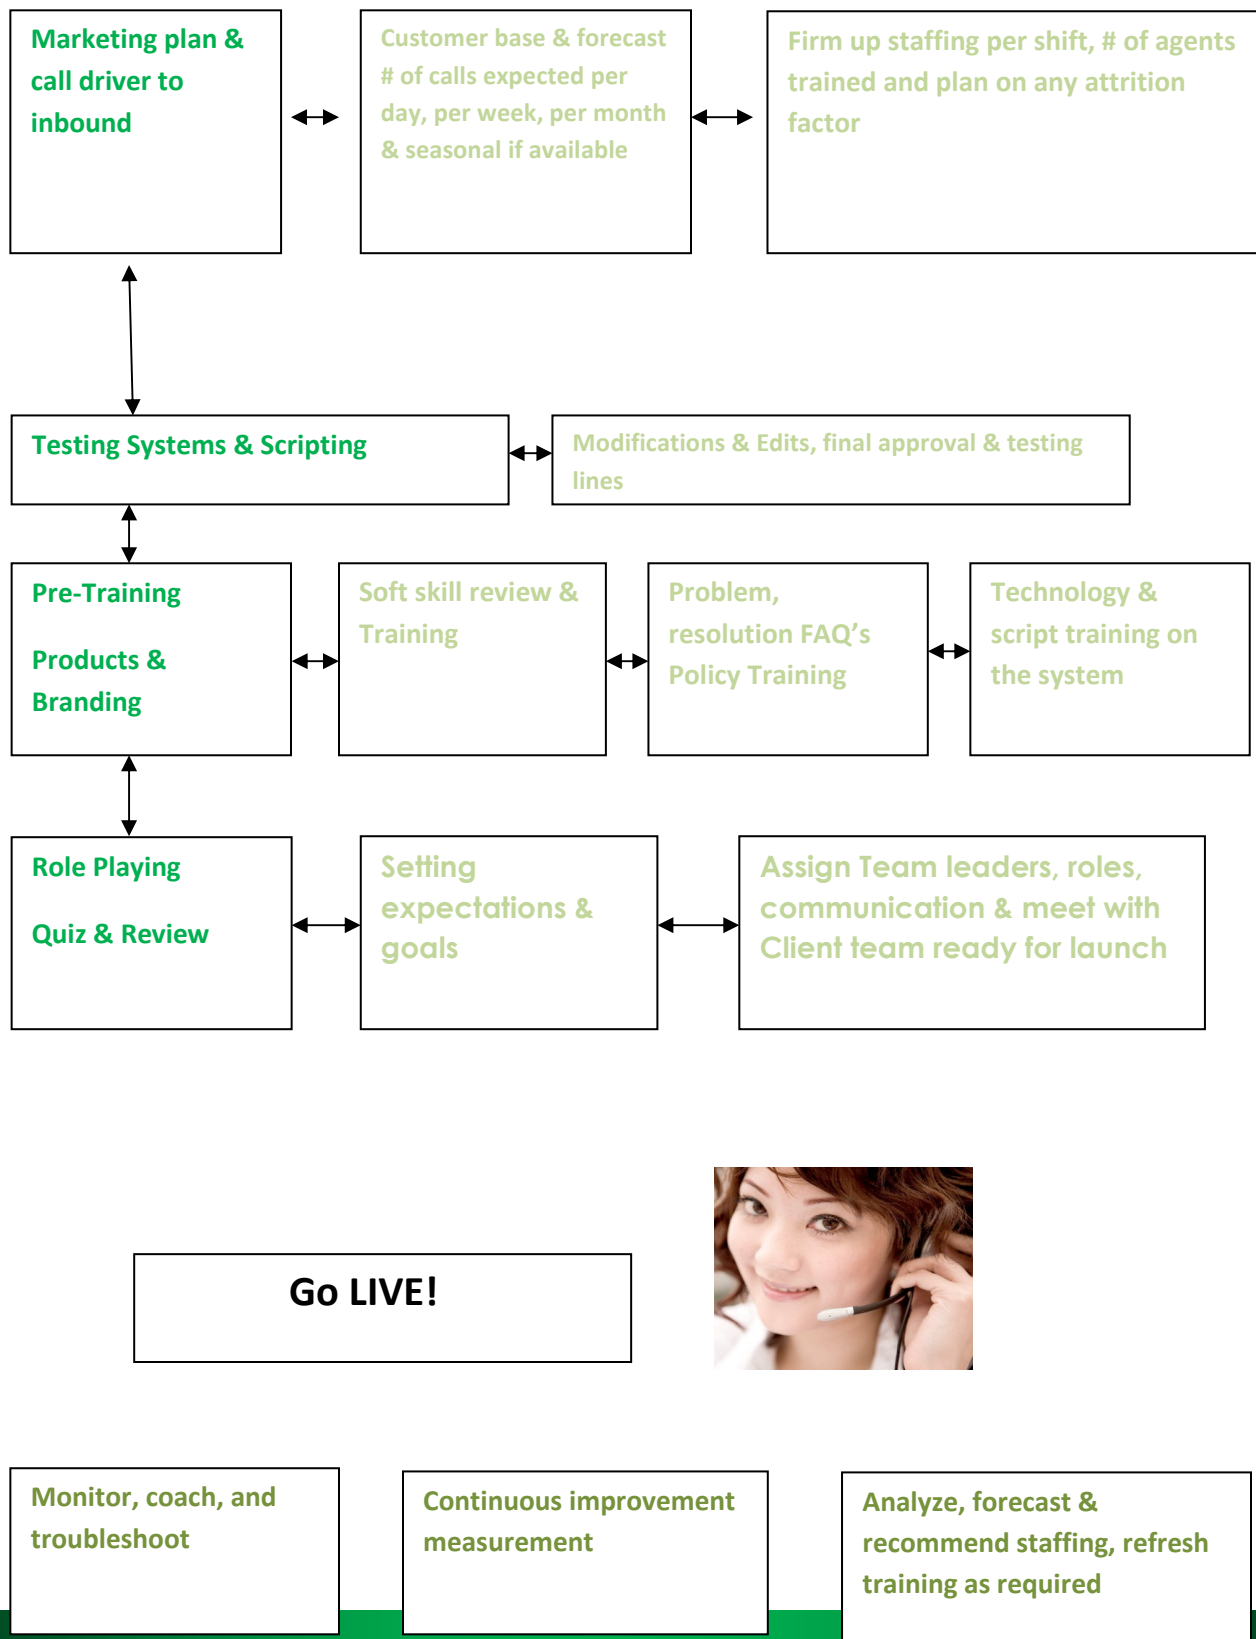 Marketing plan &
call driver to
inbound
Customer base & forecast
# of calls expected per
day, per week, per month
& seasonal if available
Firm up staffing per shift, # of agents
trained and plan on any attrition
factor
Testing Systems & Scripting
Modifications & Edits, final approval & testing
lines
Pre-Training
Products &
Branding
Soft skill review &
Training
Problem,
resolution FAQ’s
Policy Training
Technology &
script training on
the system
Role Playing
Quiz & Review
Setting
expectations &
goals
Assign Team leaders, roles,
communication & meet with
Client team ready for launch
Go LIVE!
Monitor, coach, and
troubleshoot
Continuous improvement
measurement
Analyze, forecast &
recommend staffing, refresh
training as required